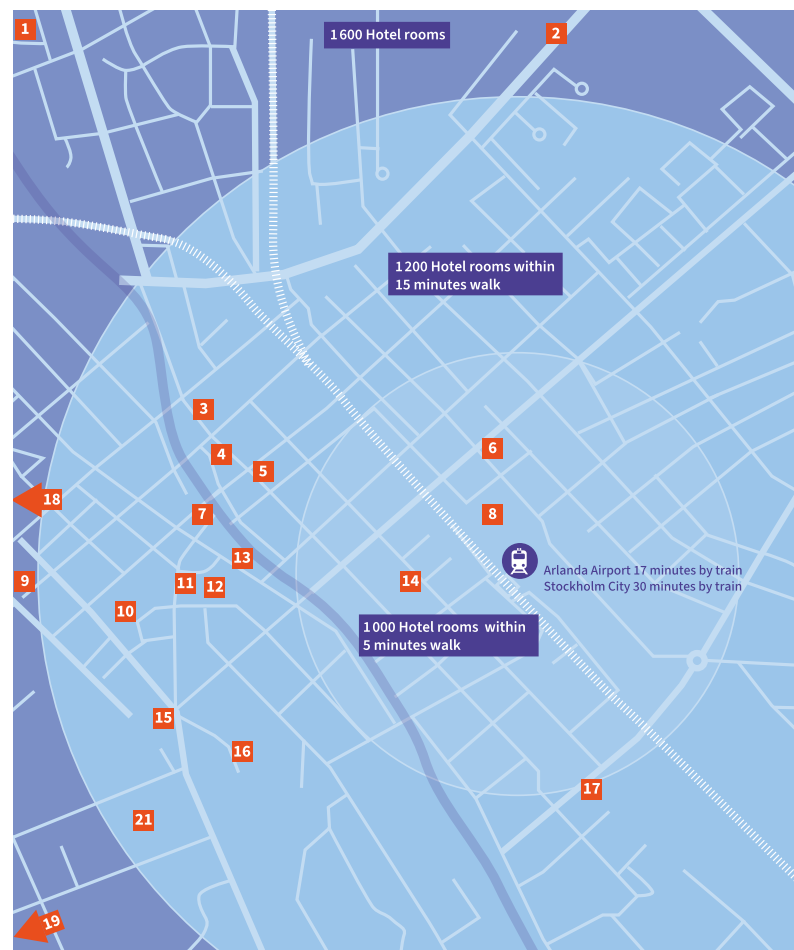 1
1 600 Hotel rooms
2
1 200 Hotel rooms within
15 minutes walk
3
4
5
6
18
7
8
13
Arlanda Airport 17 minutes by train
Stockholm City 30 minutes by train
9
11
12
14
10
1 000 Hotel rooms within
5 minutes walk
15
16
17
21
19